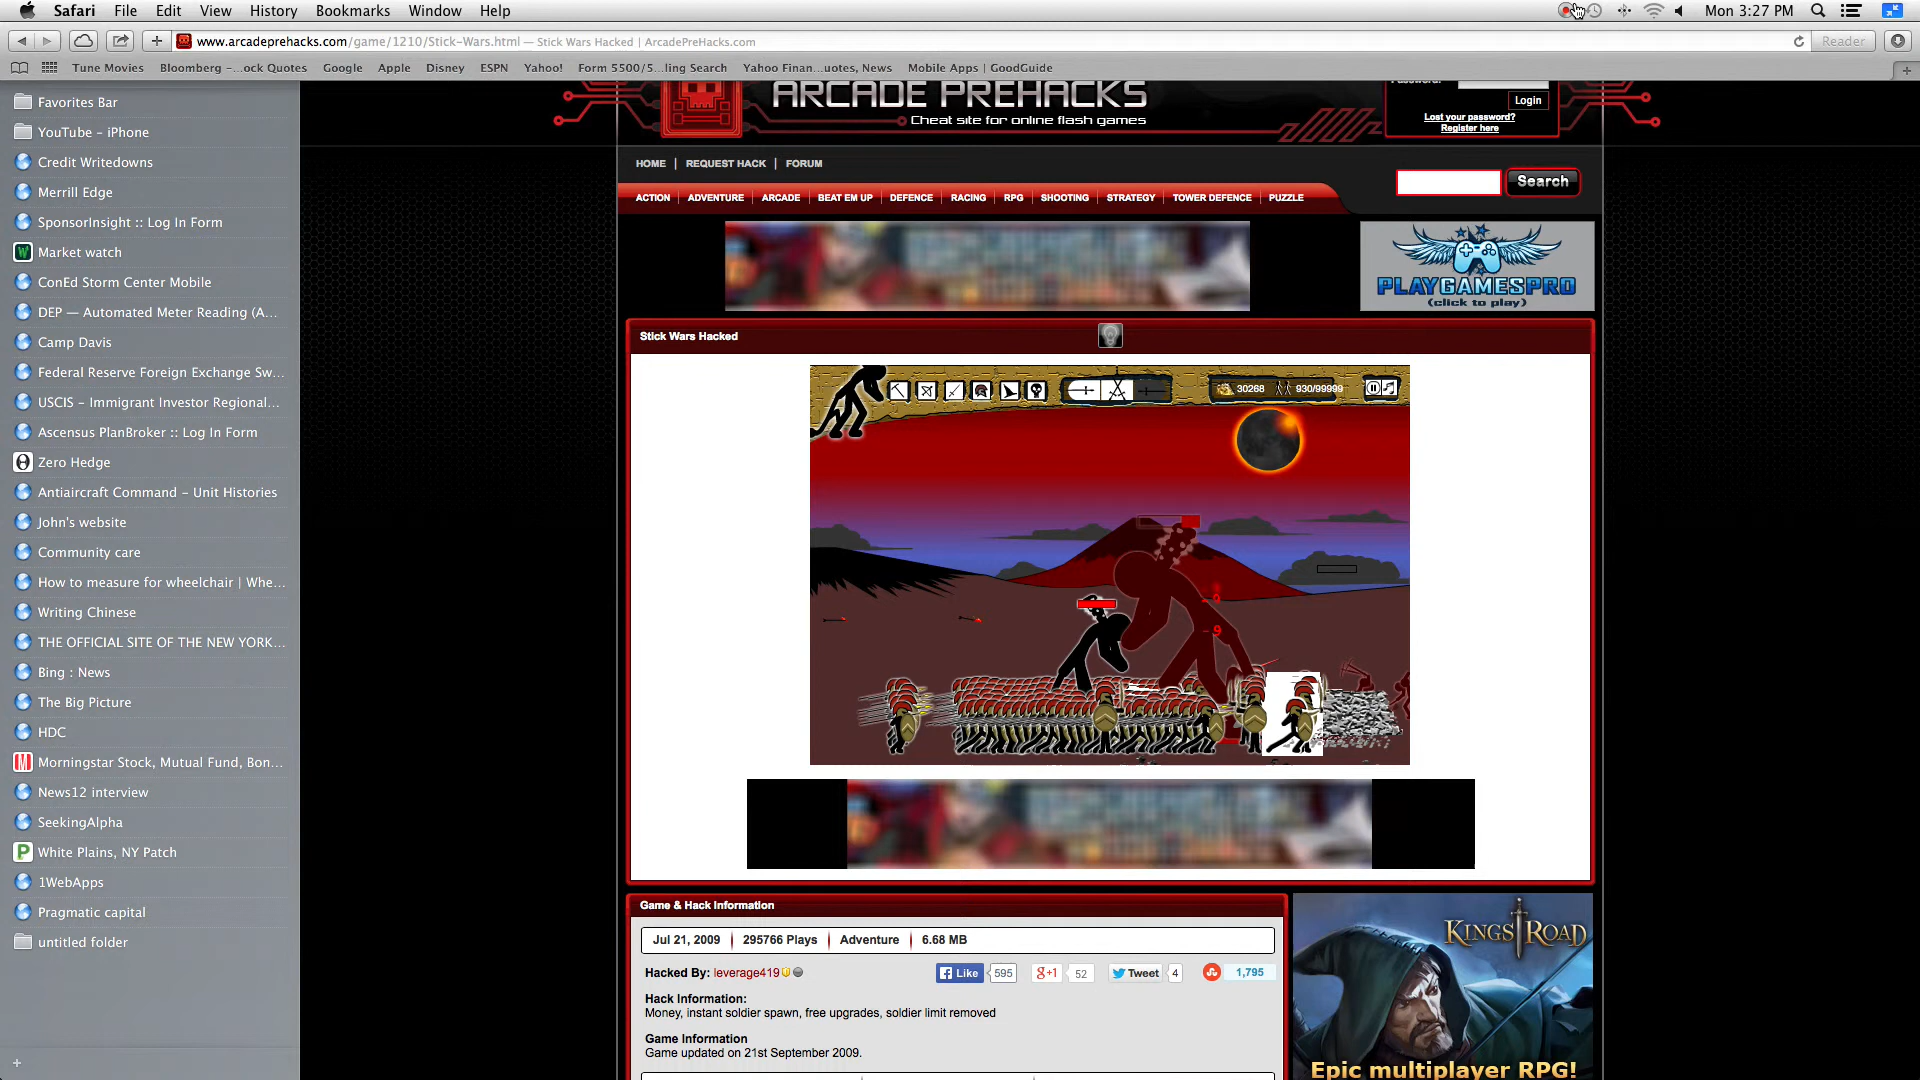 Safari File Edit View History Bookmarks Window Help Mon 3:27 PM
www.arcadeprehacks.com/game/1210/Stick-Wars.html — Stick Wars Hacked | ArcadePreHacks.com Reader
Tune Movies Bloomberg -...ock Quotes Google Apple Disney ESPN Yahoo! Form 5500/5...ling Search Yahoo Finan...uotes, News Mobile Apps | GoodGuide
Favorites Bar
YouTube – iPhone
Credit Writedowns
Merrill Edge
SponsorInsight :: Log In Form
Market watch
ConEd Storm Center Mobile
DEP — Automated Meter Reading (A...
Camp Davis
Federal Reserve Foreign Exchange Sw...
USCIS – Immigrant Investor Regional...
Ascensus PlanBroker :: Log In Form
Zero Hedge
Antiaircraft Command – Unit Histories
John's website
Community care
How to measure for wheelchair | Whe...
Writing Chinese
THE OFFICIAL SITE OF THE NEW YORK...
Bing : News
The Big Picture
HDC
Morningstar Stock, Mutual Fund, Bon...
News12 interview
SeekingAlpha
White Plains, NY Patch
1WebApps
Pragmatic capital
untitled folder
ARCADE PREHACKS
Cheat site for online flash games
Login
Lost your password?
Register here
HOME | REQUEST HACK | FORUM
Search
ACTION ADVENTURE ARCADE BEAT EM UP DEFENCE RACING RPG SHOOTING STRATEGY TOWER DEFENCE PUZZLE
PLAYGAMESPRO
(click to play)
Stick Wars Hacked
30268 930/99999
-9
-9
Game & Hack Information
Jul 21, 2009 295766 Plays Adventure 6.68 MB
Hacked By: leverage419 Like 595 g+1 52 Tweet 4 1,795
Hack Information:
Money, instant soldier spawn, free upgrades, soldier limit removed
Game Information
Game updated on 21st September 2009.
KINGS ROAD
Epic multiplayer RPG!